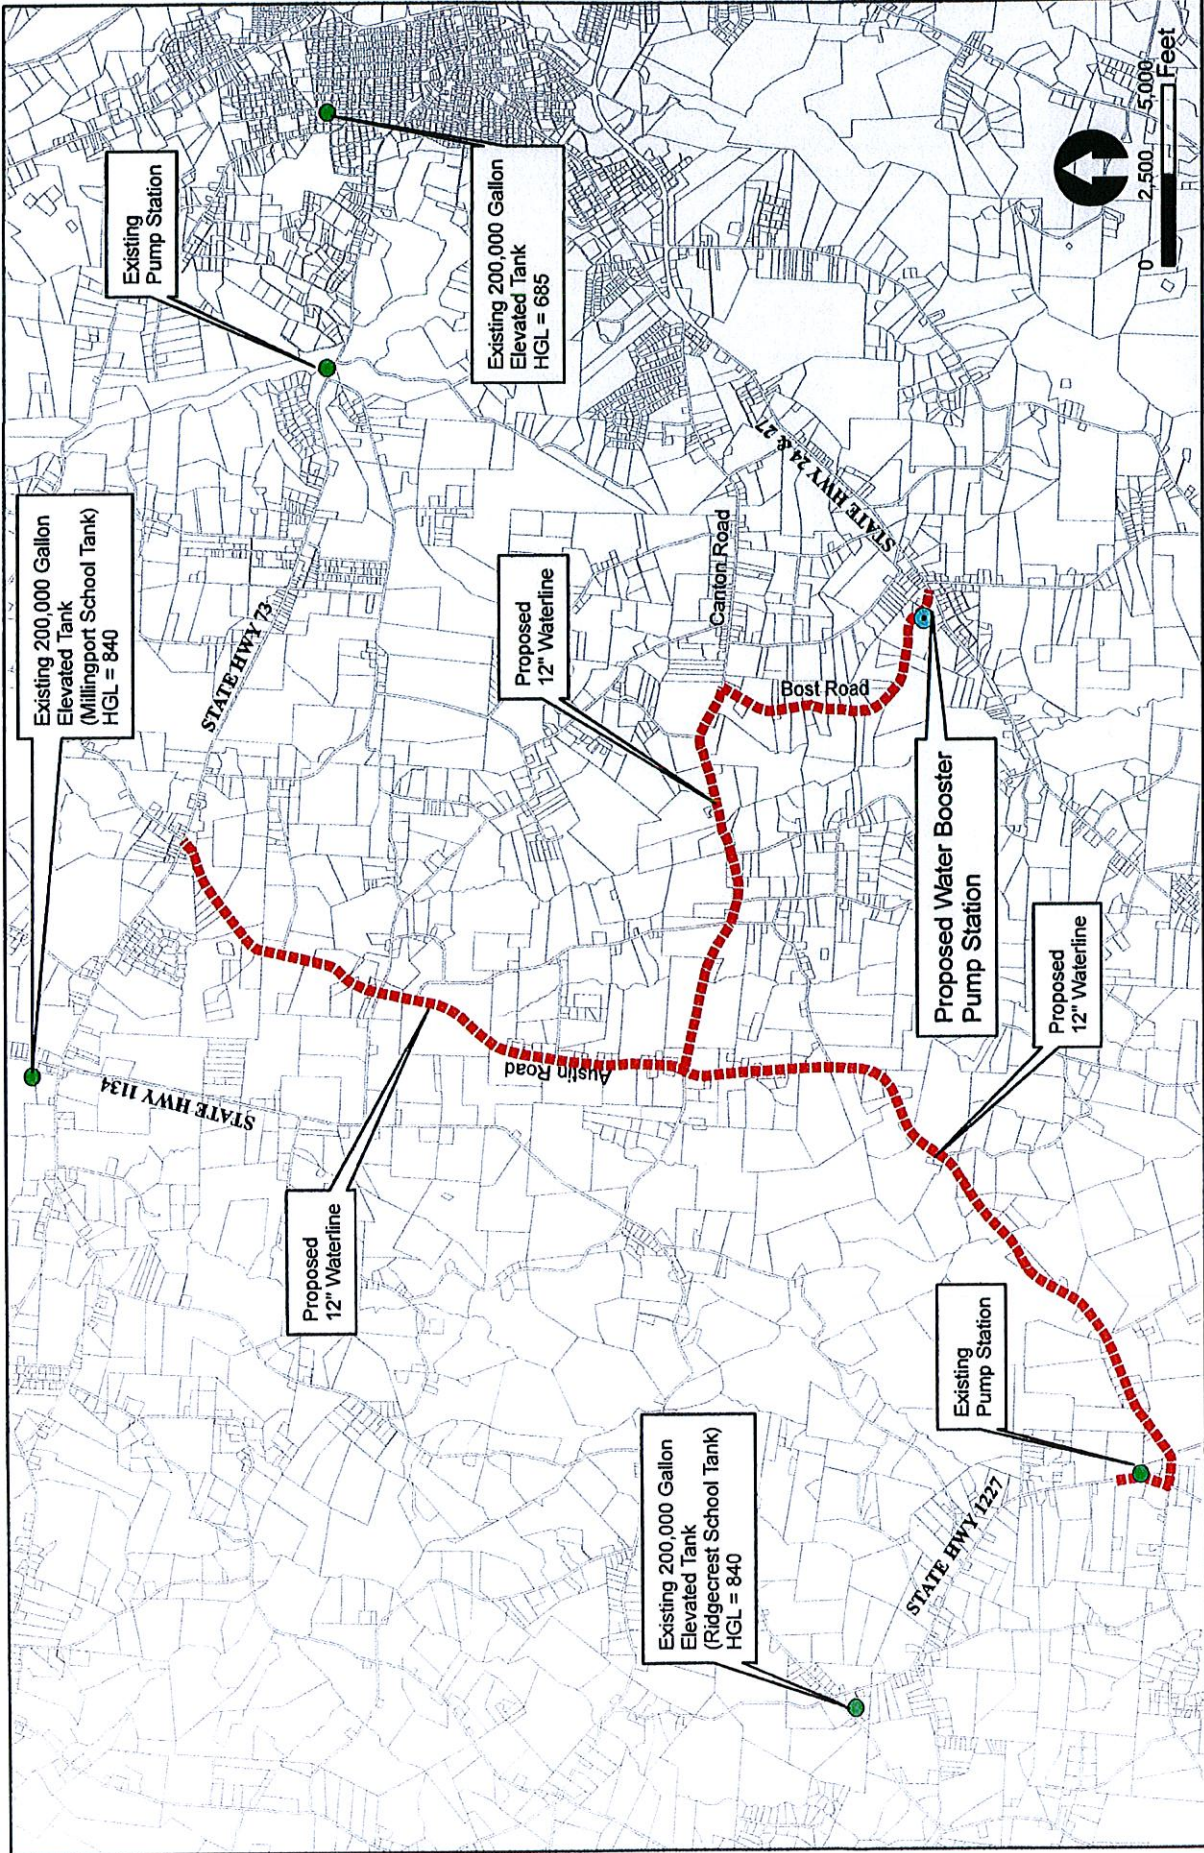 Existing 200,000 Gallon
Elevated Tank
(Millingport School Tank)
HGL = 840
Existing
Pump Station
STATE HWY 73
STATE HWY 1134
Existing 200,000 Gallon
Elevated Tank
HGL = 685
Proposed
12" Waterline
Proposed
12" Waterline
Austin Road
Canton Road
Bost Road
STATE HWY 24 & 27
Existing 200,000 Gallon
Elevated Tank
(Ridgecrest School Tank)
HGL = 840
STATE HWY 1227
Existing
Pump Station
Proposed Water Booster
Pump Station
Proposed
12" Waterline
0 2,500 5,000
Feet